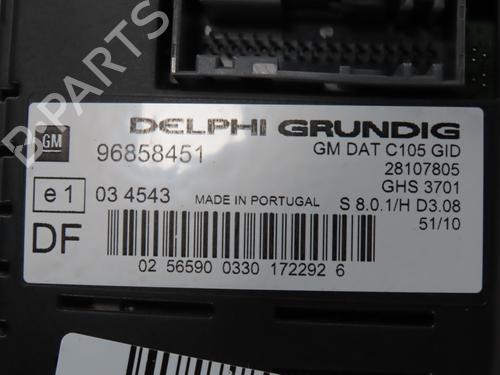 B-PARTS
DELPHI GRUNDIG
GM
96858451
GM DAT C105 GID
28107805
GHS 3701
e1
03 4543
MADE IN PORTUGAL
S 8.0.1/H D3.08
51/10
DF
02 56590 0330 172292 6